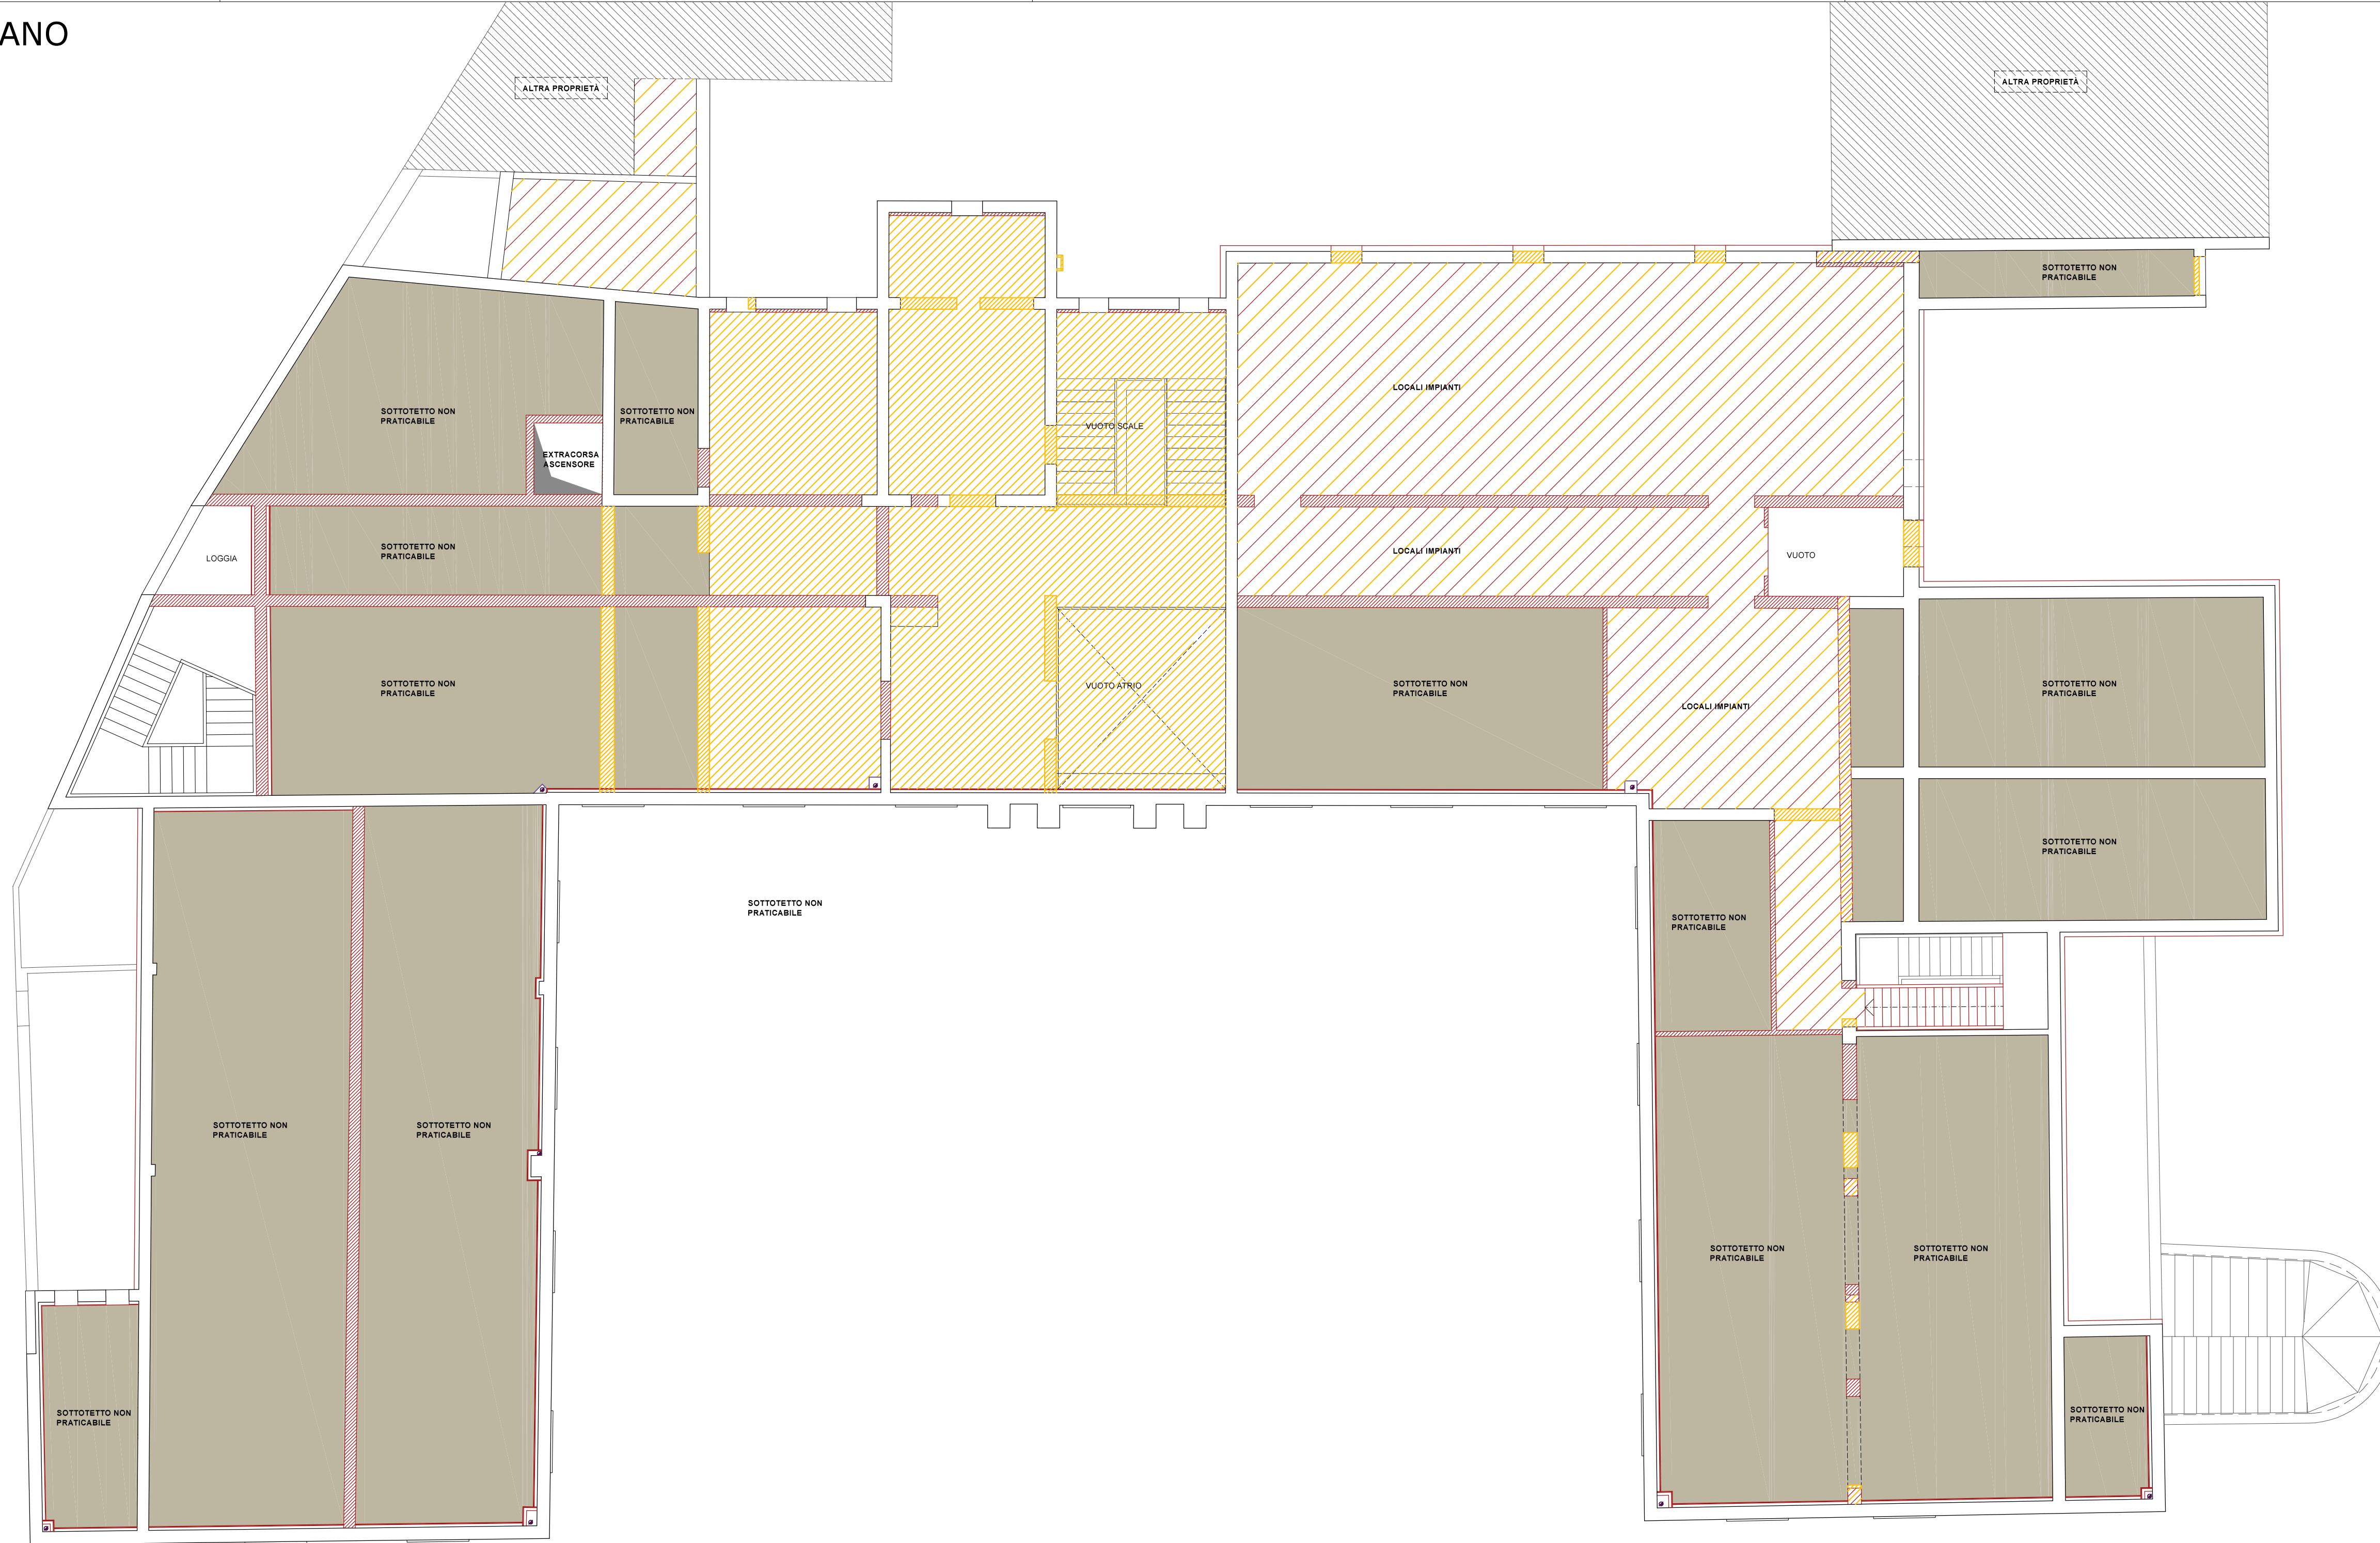 ANO
ALTRA PROPRIETÀ
ALTRA PROPRIETÀ
SOTTOTETTO NON
PRATICABILE
LOCALI IMPIANTI
SOTTOTETTO NON
PRATICABILE
SOTTOTETTO NON
PRATICABILE
VUOTO SCALE
EXTRACORSA
ASCENSORE
SOTTOTETTO NON
PRATICABILE
LOCALI IMPIANTI
VUOTO
LOGGIA
SOTTOTETTO NON
PRATICABILE
VUOTO ATRIO
SOTTOTETTO NON
PRATICABILE
SOTTOTETTO NON
PRATICABILE
LOCALI IMPIANTI
SOTTOTETTO NON
PRATICABILE
SOTTOTETTO NON
PRATICABILE
SOTTOTETTO NON
PRATICABILE
SOTTOTETTO NON
PRATICABILE
SOTTOTETTO NON
PRATICABILE
SOTTOTETTO NON
PRATICABILE
SOTTOTETTO NON
PRATICABILE
SOTTOTETTO NON
PRATICABILE
SOTTOTETTO NON
PRATICABILE